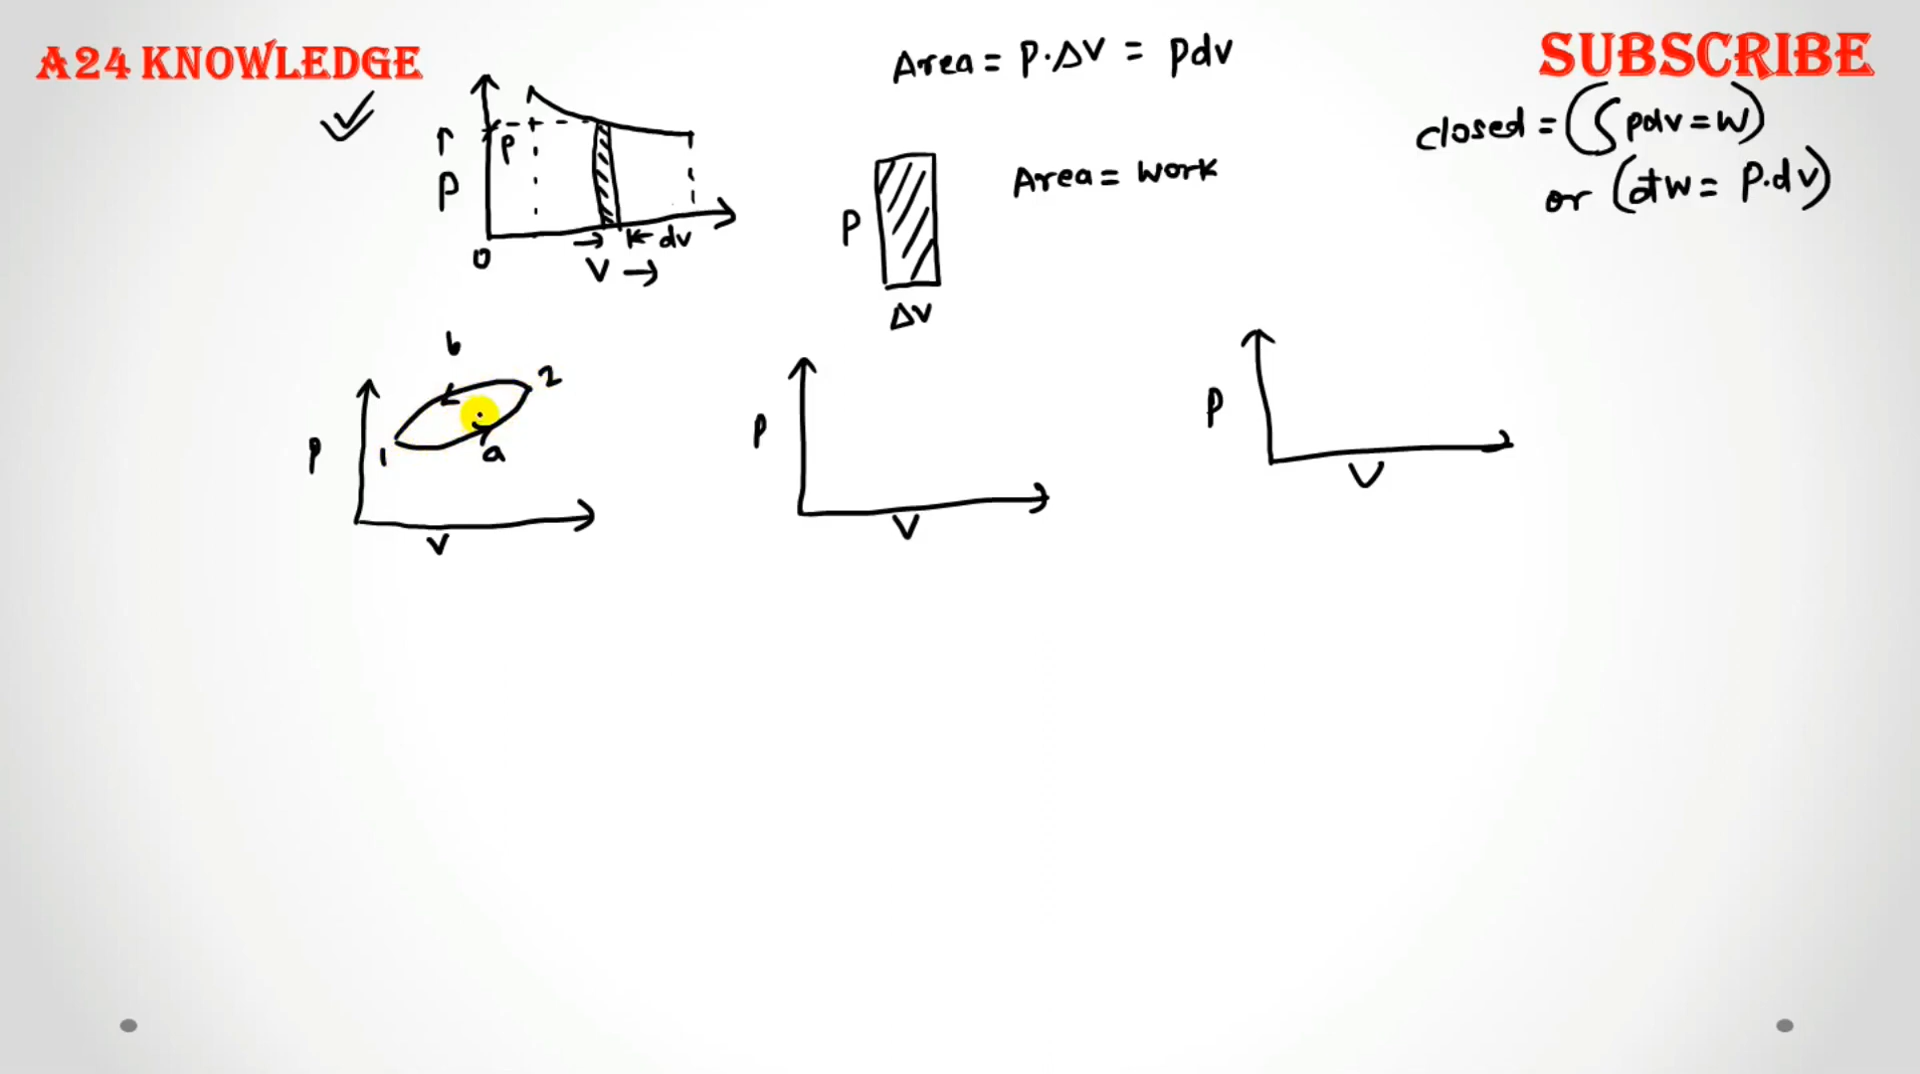 A24 KNOWLEDGE
SUBSCRIBE
Area = P·ΔV = pdv
closed = (∫pdv = W)
or (dw = P.dv)
↑
P
P
0
→ ← dv
V →
P
ΔV
Area = work
b
2
1
a
P
V
P
V
P
V